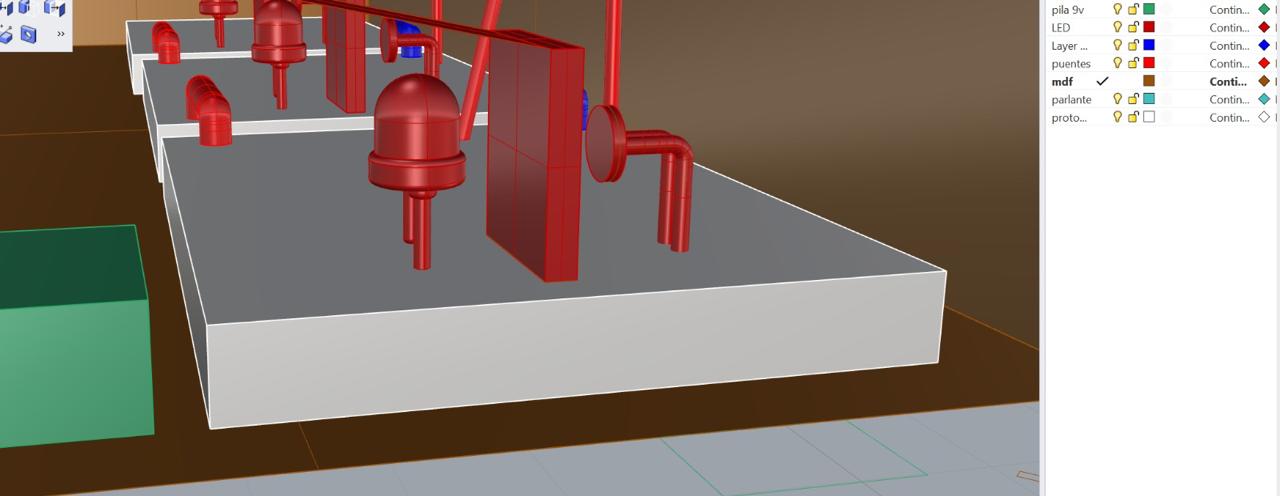 pila 9v Contin...
LED Contin...
Layer ... Contin...
puentes Contin...
mdf Conti...
parlante Contin...
proto... Contin...